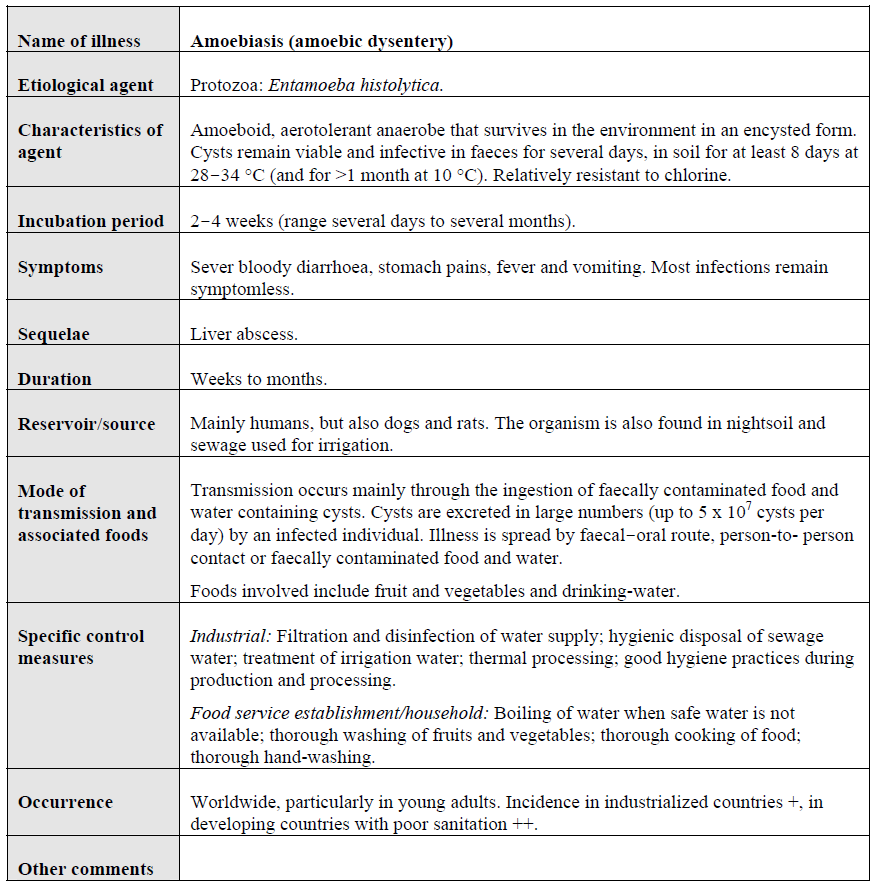 Name of illness
Amoebiasis (amoebic dysentery)
Etiological agent
Protozoa: Entamoeba histolytica.
Characteristics of
agent
Amoeboid, aerotolerant anaerobe that survives in the environment in an encysted form.
Cysts remain viable and infective in faeces for several days, in soil for at least 8 days at
28−34 °C (and for >1 month at 10 °C). Relatively resistant to chlorine.
Incubation period
2−4 weeks (range several days to several months).
Symptoms
Sever bloody diarrhoea, stomach pains, fever and vomiting. Most infections remain
symptomless.
Sequelae
Liver abscess.
Duration
Weeks to months.
Reservoir/source
Mainly humans, but also dogs and rats. The organism is also found in nightsoil and
sewage used for irrigation.
Mode of
transmission and
associated foods
Transmission occurs mainly through the ingestion of faecally contaminated food and
water containing cysts. Cysts are excreted in large numbers (up to 5 x 10⁷ cysts per
day) by an infected individual. Illness is spread by faecal−oral route, person-to- person
contact or faecally contaminated food and water.
Foods involved include fruit and vegetables and drinking-water.
Specific control
measures
Industrial: Filtration and disinfection of water supply; hygienic disposal of sewage
water; treatment of irrigation water; thermal processing; good hygiene practices during
production and processing.
Food service establishment/household: Boiling of water when safe water is not
available; thorough washing of fruits and vegetables; thorough cooking of food;
thorough hand-washing.
Occurrence
Worldwide, particularly in young adults. Incidence in industrialized countries +, in
developing countries with poor sanitation ++.
Other comments